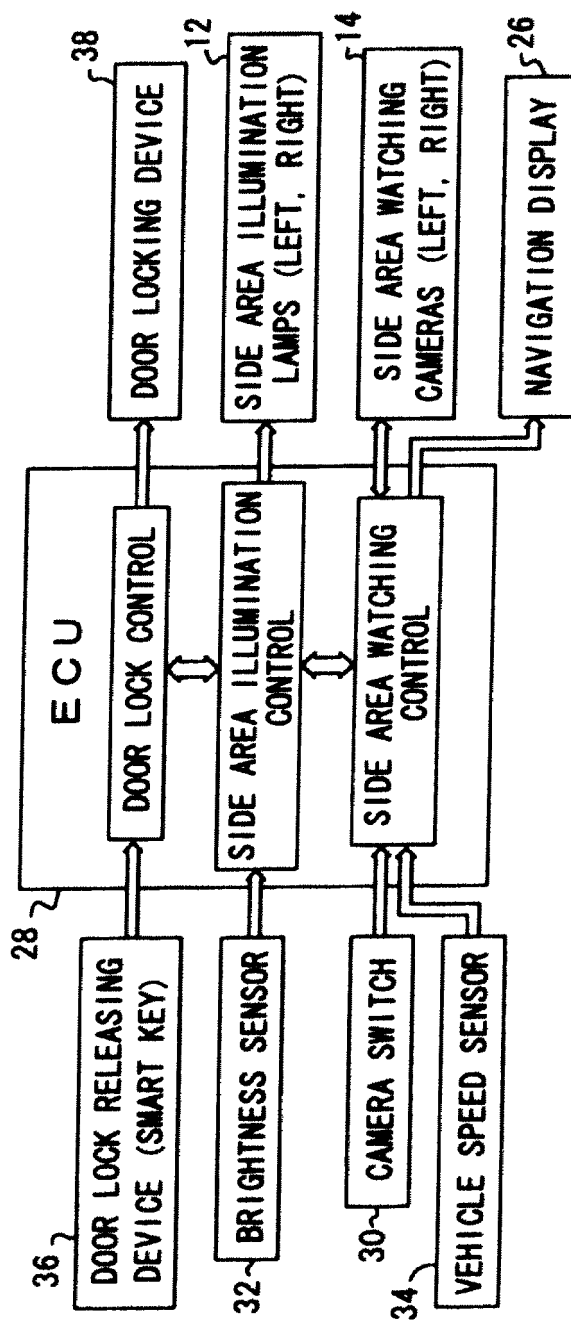 36
DOOR LOCK RELEASING
DEVICE (SMART KEY)
32
BRIGHTNESS SENSOR
30
CAMERA SWITCH
34
VEHICLE SPEED SENSOR
28
ECU
DOOR LOCK CONTROL
SIDE AREA ILLUMINATION
CONTROL
SIDE AREA WATCHING
CONTROL
38
DOOR LOCKING DEVICE
12
SIDE AREA ILLUMINATION
LAMPS (LEFT, RIGHT)
14
SIDE AREA WATCHING
CAMERAS (LEFT, RIGHT)
26
NAVIGATION DISPLAY